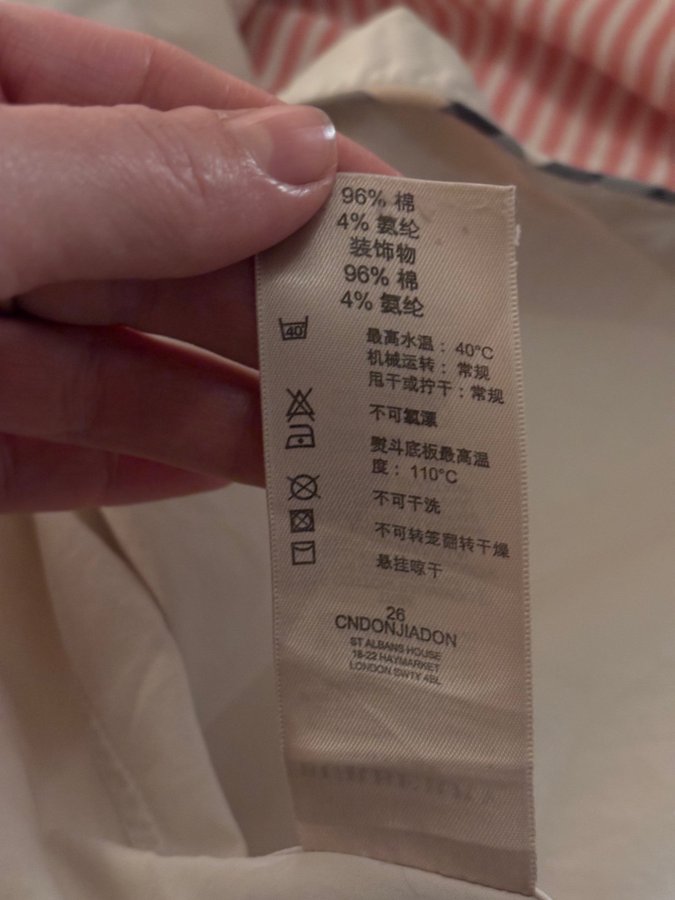 96% 棉
4% 氨纶
装饰物
96% 棉
4% 氨纶
40
最高水温：40°C
机械运转：常规
甩干或拧干：常规
不可氯漂
熨斗底板最高温
度：110°C
不可干洗
不可转笼翻转干燥
悬挂晾干
26
CNDONJIADON
ST ALBANS HOUSE
18-22 HAYMARKET
LONDON SW1Y 4BL